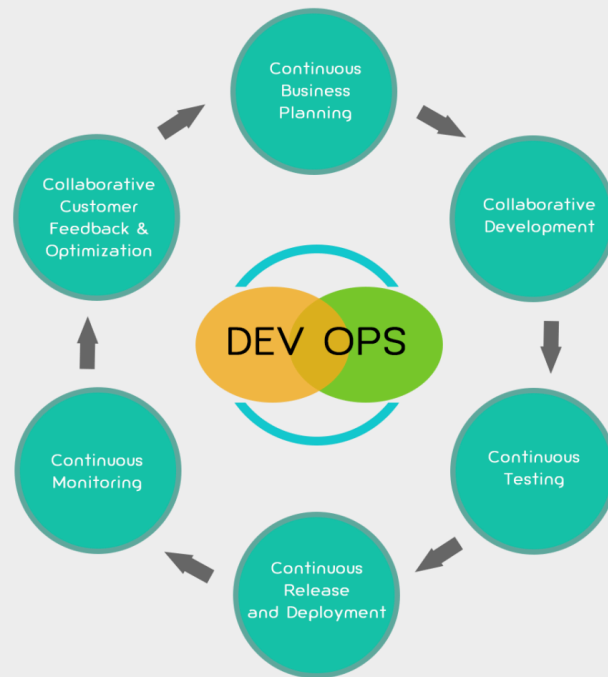 Continuous
Business
Planning
Collaborative
Customer
Feedback &
Optimization
Collaborative
Development
DEV OPS
Continuous
Monitoring
Continuous
Testing
Continuous
Release
and Deployment